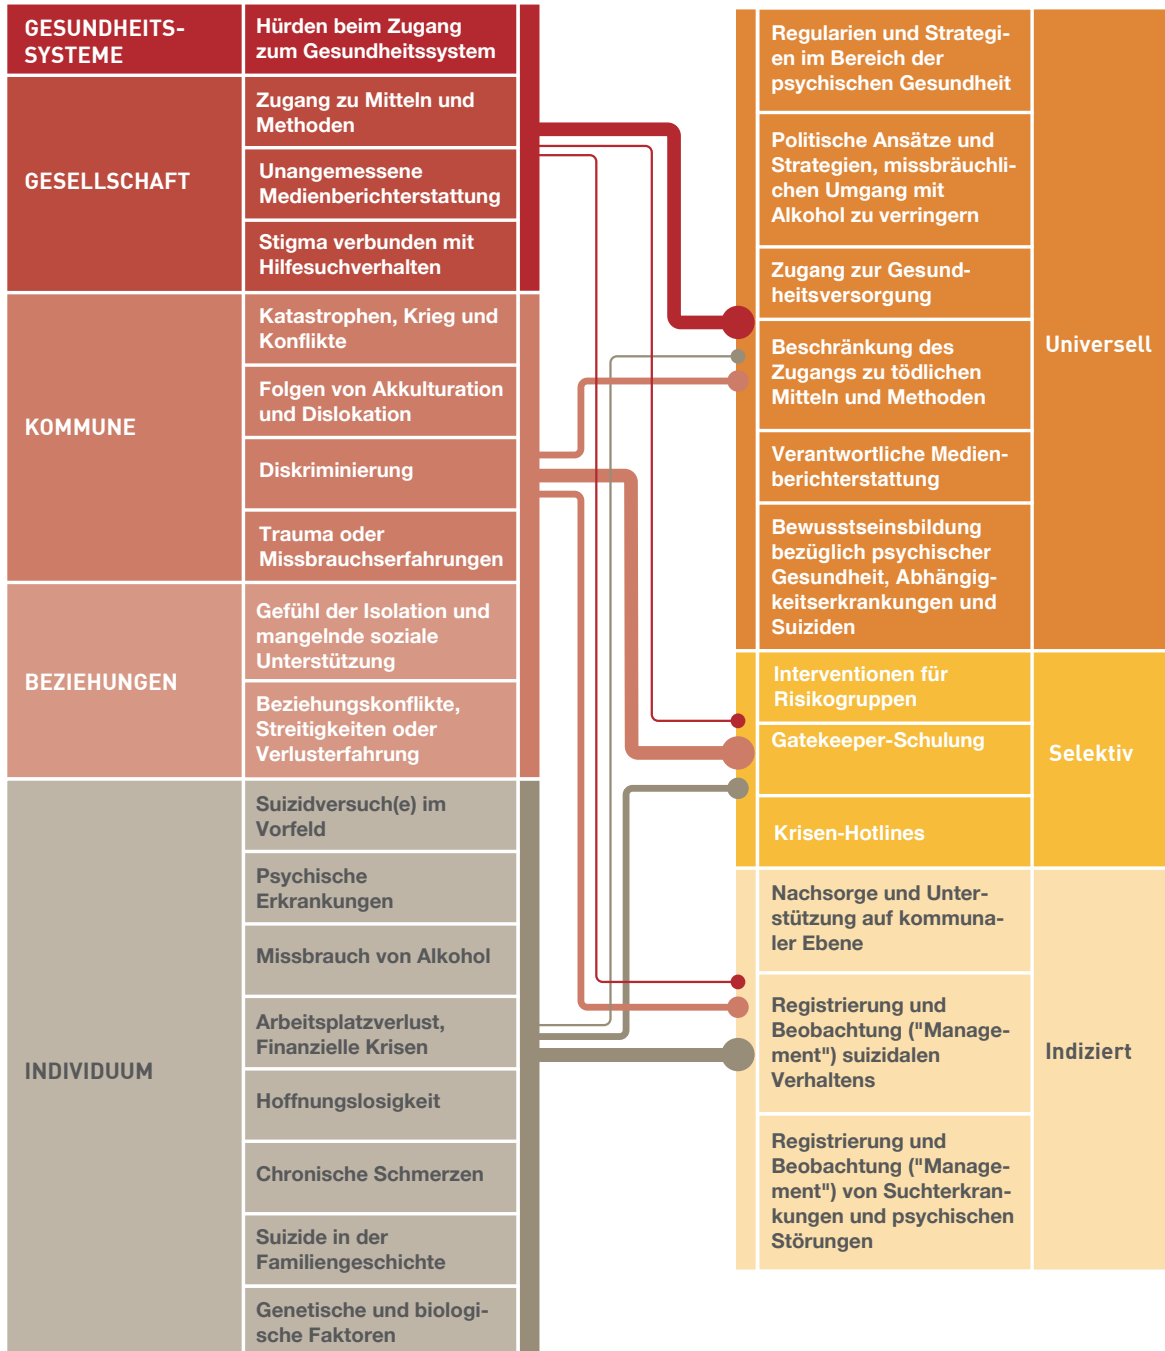 GESUNDHEITS-
SYSTEME
Hürden beim Zugang
zum Gesundheitssystem
GESELLSCHAFT
Zugang zu Mitteln und
Methoden
Unangemessene
Medienberichterstattung
Stigma verbunden mit
Hilfesuchverhalten
KOMMUNE
Katastrophen, Krieg und
Konflikte
Folgen von Akkulturation
und Dislokation
Diskriminierung
Trauma oder
Missbrauchserfahrungen
BEZIEHUNGEN
Gefühl der Isolation und
mangelnde soziale
Unterstützung
Beziehungskonflikte,
Streitigkeiten oder
Verlusterfahrung
INDIVIDUUM
Suizidversuch(e) im
Vorfeld
Psychische
Erkrankungen
Missbrauch von Alkohol
Arbeitsplatzverlust,
Finanzielle Krisen
Hoffnungslosigkeit
Chronische Schmerzen
Suizide in der
Familiengeschichte
Genetische und biologi-
sche Faktoren
Regularien und Strategi-
en im Bereich der
psychischen Gesundheit
Politische Ansätze und
Strategien, missbräuchli-
chen Umgang mit
Alkohol zu verringern
Zugang zur Gesund-
heitsversorgung
Beschränkung des
Zugangs zu tödlichen
Mitteln und Methoden
Verantwortliche Medien-
berichterstattung
Bewusstseinsbildung
bezüglich psychischer
Gesundheit, Abhängig-
keitserkrankungen und
Suiziden
Universell
Interventionen für
Risikogruppen
Gatekeeper-Schulung
Krisen-Hotlines
Selektiv
Nachsorge und Unter-
stützung auf kommuna-
ler Ebene
Registrierung und
Beobachtung ("Manage-
ment") suizidalen
Verhaltens
Registrierung und
Beobachtung ("Manage-
ment") von Suchterkran-
kungen und psychischen
Störungen
Indiziert